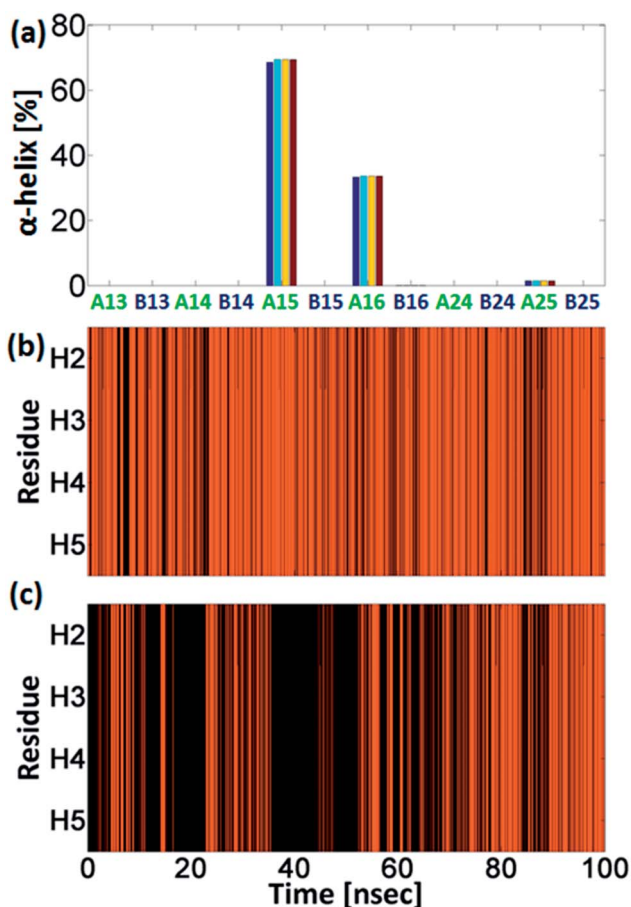 (a)
80
60
40
20
0
α-helix [%]
A13 B13 A14 B14 A15 B15 A16 B16 A24 B24 A25 B25
(b)
H2
H3
H4
H5
Residue
(c)
H2
H3
H4
H5
Residue
0 20 40 60 80 100
Time [nsec]